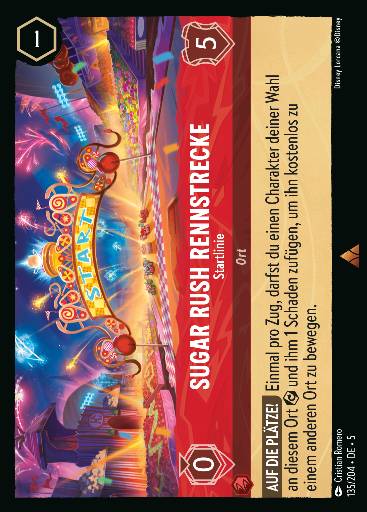 1
5
START
SUGAR RUSH RENNSTRECKE
Startlinie
Ort
0
AUF DIE PLÄTZE! Einmal pro Zug, darfst du einen Charakter deiner Wahl
an diesem Ort und ihm 1 Schaden zufügen, um ihn kostenlos zu
einem anderen Ort zu bewegen.
Cristian Romero
135/204 • DE • 5
Disney Lorcana ©Disney